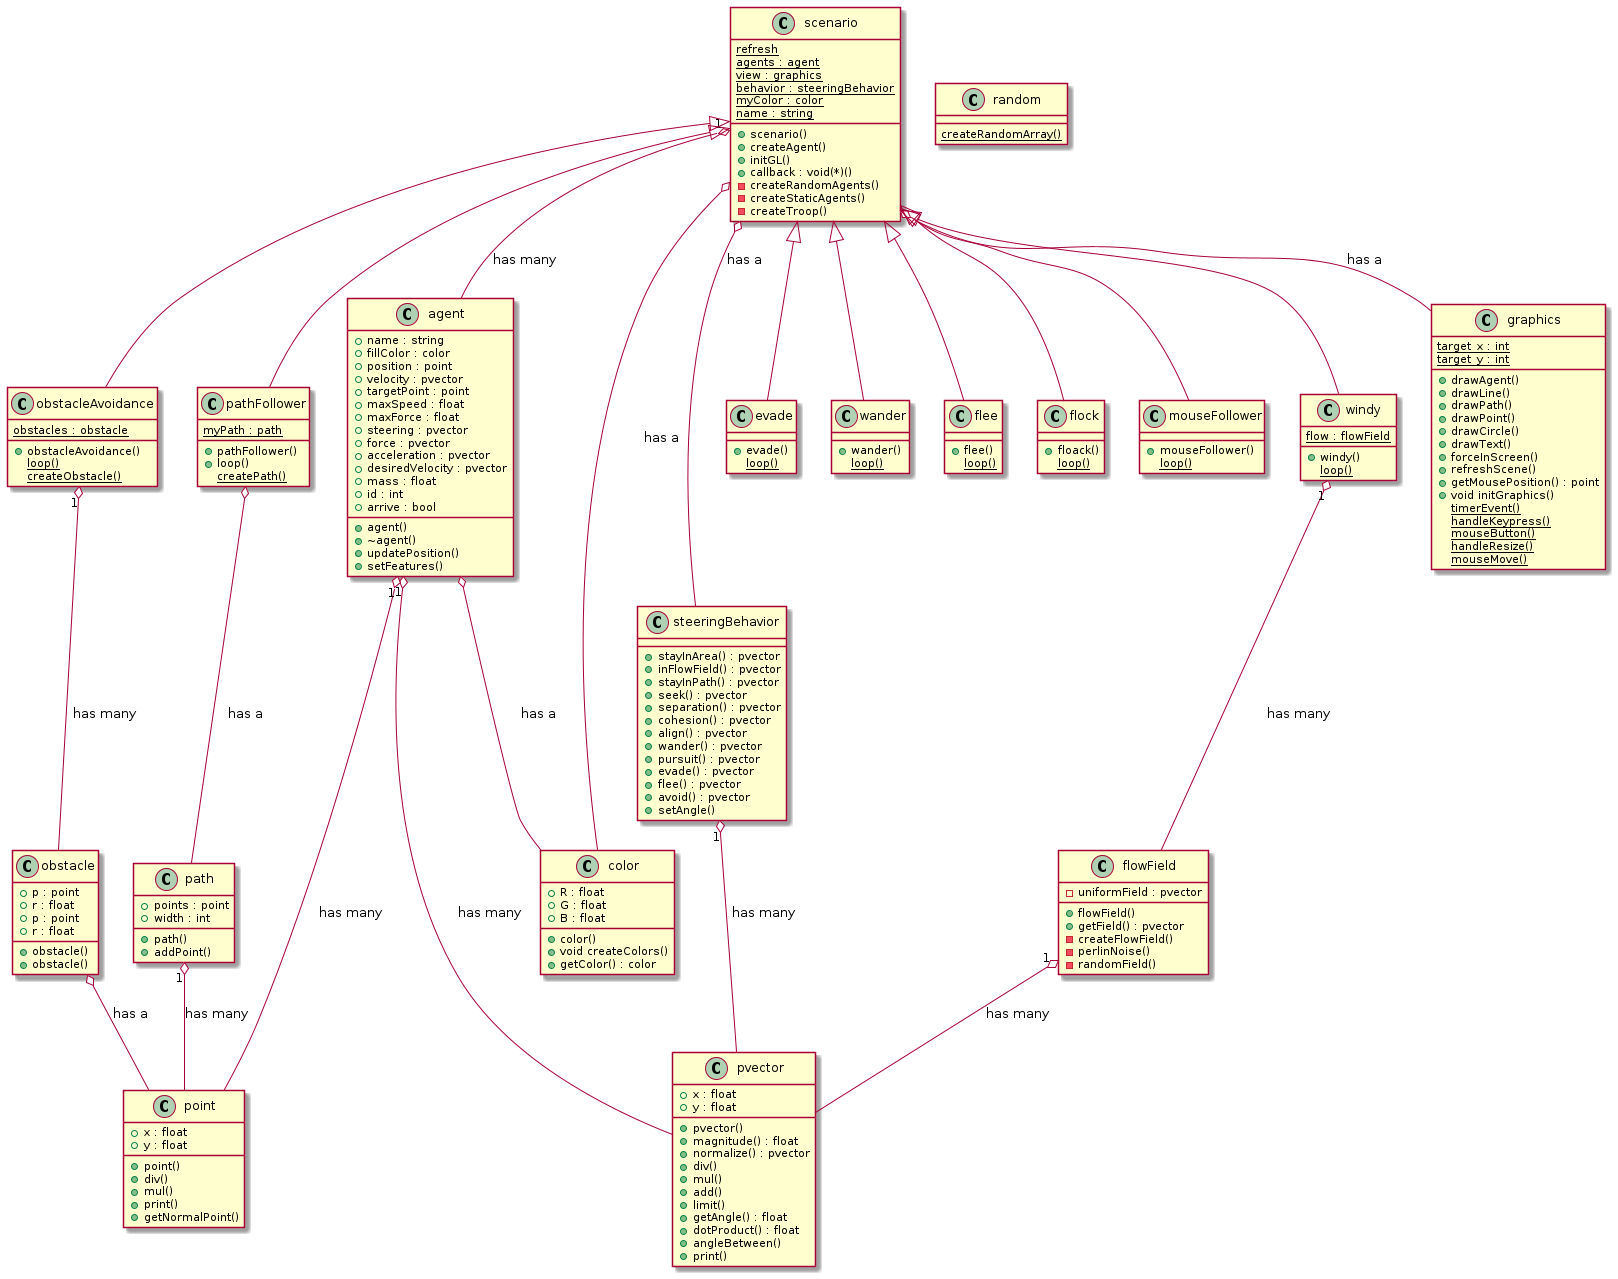 C scenario
refresh
agents : agent
view : graphics
behavior : steeringBehavior
myColor : color
name : string
scenario()
createAgent()
initGL()
callback : void(*)()
createRandomAgents()
createStaticAgents()
createTroop()
1
C random
createRandomArray()
has many
has a
has a
has a
C agent
name : string
fillColor : color
position : point
velocity : pvector
targetPoint : point
maxSpeed : float
maxForce : float
steering : pvector
force : pvector
acceleration : pvector
desiredVelocity : pvector
mass : float
id : int
arrive : bool
agent()
~agent()
updatePosition()
setFeatures()
C graphics
target_x : int
target_y : int
drawAgent()
drawLine()
drawPath()
drawPoint()
drawCircle()
drawText()
forceInScreen()
refreshScene()
getMousePosition() : point
void initGraphics()
timerEvent()
handleKeypress()
mouseButton()
handleResize()
mouseMove()
C obstacleAvoidance
obstacles : obstacle
obstacleAvoidance()
loop()
createObstacle()
1
C pathFollower
myPath : path
pathFollower()
loop()
createPath()
C evade
evade()
loop()
C wander
wander()
loop()
C flee
flee()
loop()
C flock
floack()
loop()
C mouseFollower
mouseFollower()
loop()
C windy
flow : flowField
windy()
loop()
1
1
1
C steeringBehavior
stayInArea() : pvector
inFlowField() : pvector
stayInPath() : pvector
seek() : pvector
separation() : pvector
cohesion() : pvector
align() : pvector
wander() : pvector
pursuit() : pvector
evade() : pvector
flee() : pvector
avoid() : pvector
setAngle()
1
has many
has a
has a
has many
C obstacle
p : point
r : float
p : point
r : float
obstacle()
obstacle()
C path
points : point
width : int
path()
addPoint()
1
C color
R : float
G : float
B : float
color()
void createColors()
getColor() : color
C flowField
uniformField : pvector
flowField()
getField() : pvector
createFlowField()
perlinNoise()
randomField()
1
has many
has many
has many
has a
has many
has many
C point
x : float
y : float
point()
div()
mul()
print()
getNormalPoint()
C pvector
x : float
y : float
pvector()
magnitude() : float
normalize() : pvector
div()
mul()
add()
limit()
getAngle() : float
dotProduct() : float
angleBetween()
print()